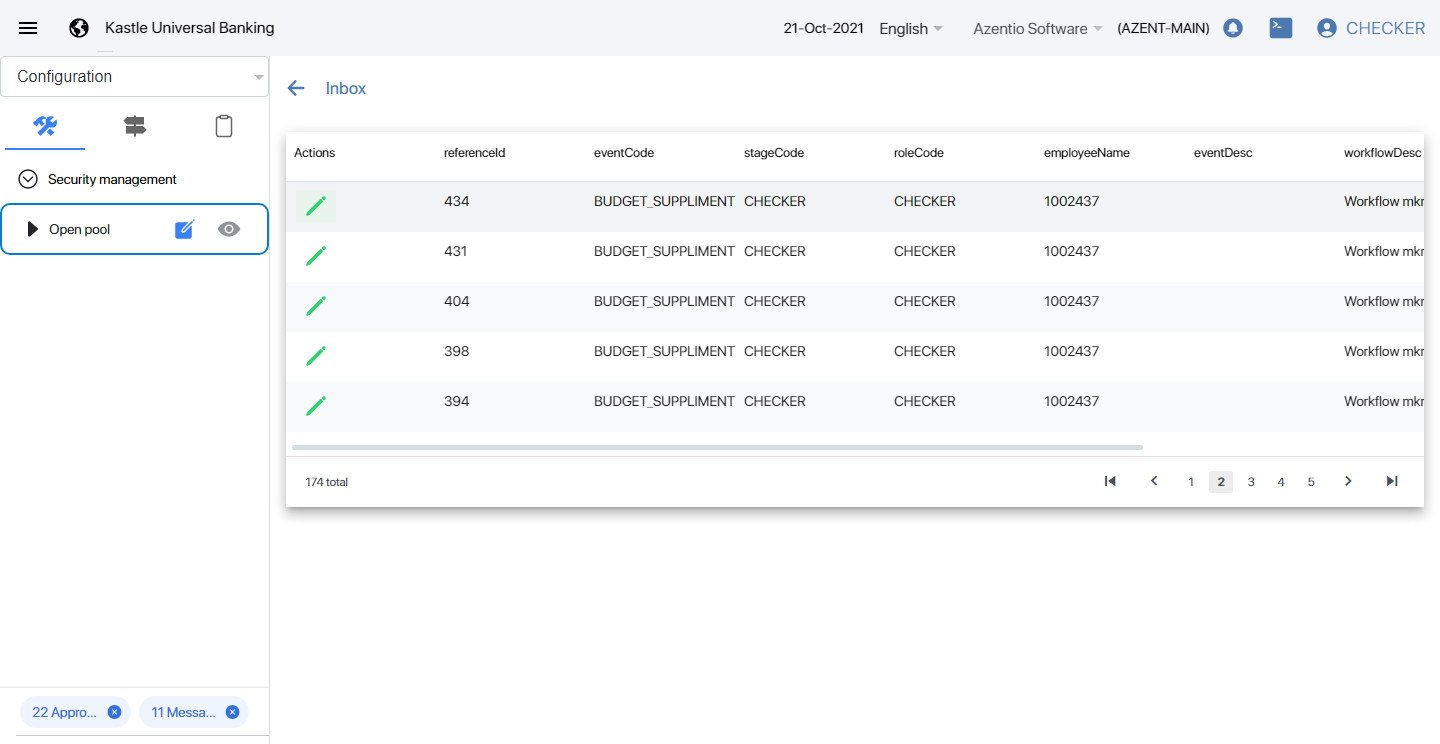 Kastle Universal Banking
21-Oct-2021 English Azentio Software (AZENT-MAIN) CHECKER
Configuration
Security management
Open pool
22 Appro...
11 Messa...
Inbox
Actions referenceId eventCode stageCode roleCode employeeName eventDesc workflowDesc
434 BUDGET_SUPPLIMENT CHECKER CHECKER 1002437 Workflow mkr
431 BUDGET_SUPPLIMENT CHECKER CHECKER 1002437 Workflow mkr
404 BUDGET_SUPPLIMENT CHECKER CHECKER 1002437 Workflow mkr
398 BUDGET_SUPPLIMENT CHECKER CHECKER 1002437 Workflow mkr
394 BUDGET_SUPPLIMENT CHECKER CHECKER 1002437 Workflow mkr
174 total 1 2 3 4 5